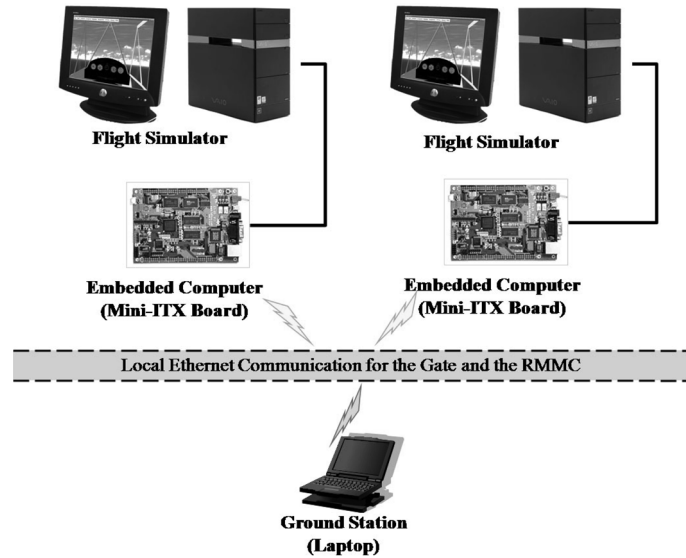 Flight Simulator
Flight Simulator
Embedded Computer
(Mini-ITX Board)
Embedded Computer
(Mini-ITX Board)
Local Ethernet Communication for the Gate and the RMMC
Ground Station
(Laptop)